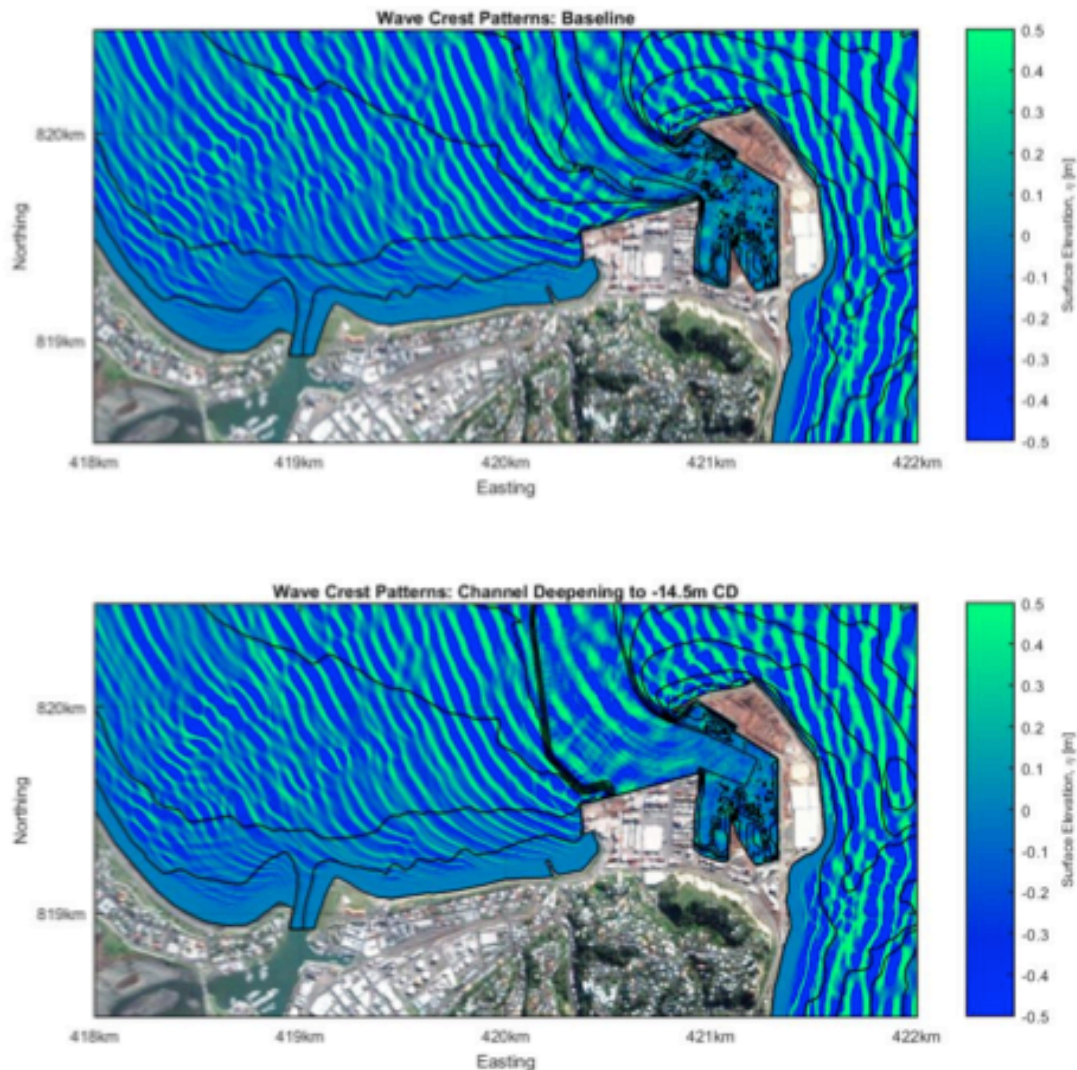 Wave Crest Patterns: Baseline
820km
819km
Northing
418km 419km 420km 421km 422km
Easting
0.5
0.4
0.3
0.2
0.1
0
-0.1
-0.2
-0.3
-0.4
-0.5
Surface Elevation, η [m]
Wave Crest Patterns: Channel Deepening to -14.5m CD
820km
819km
Northing
418km 419km 420km 421km 422km
Easting
0.5
0.4
0.3
0.2
0.1
0
-0.1
-0.2
-0.3
-0.4
-0.5
Surface Elevation, η [m]